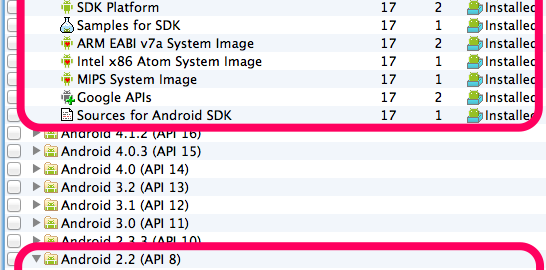 SDK Platform 17 2 Installed
Samples for SDK 17 1 Installed
ARM EABI v7a System Image 17 2 Installed
Intel x86 Atom System Image 17 1 Installed
MIPS System Image 17 1 Installed
Google APIs 17 2 Installed
Sources for Android SDK 17 1 Installed
Android 4.1.2 (API 16)
Android 4.0.3 (API 15)
Android 4.0 (API 14)
Android 3.2 (API 13)
Android 3.1 (API 12)
Android 3.0 (API 11)
Android 2.3.3 (API 10)
Android 2.2 (API 8)